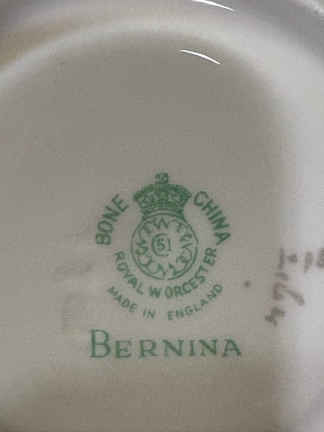 BONE CHINA
51
ROYAL WORCESTER
MADE IN ENGLAND
BERNINA